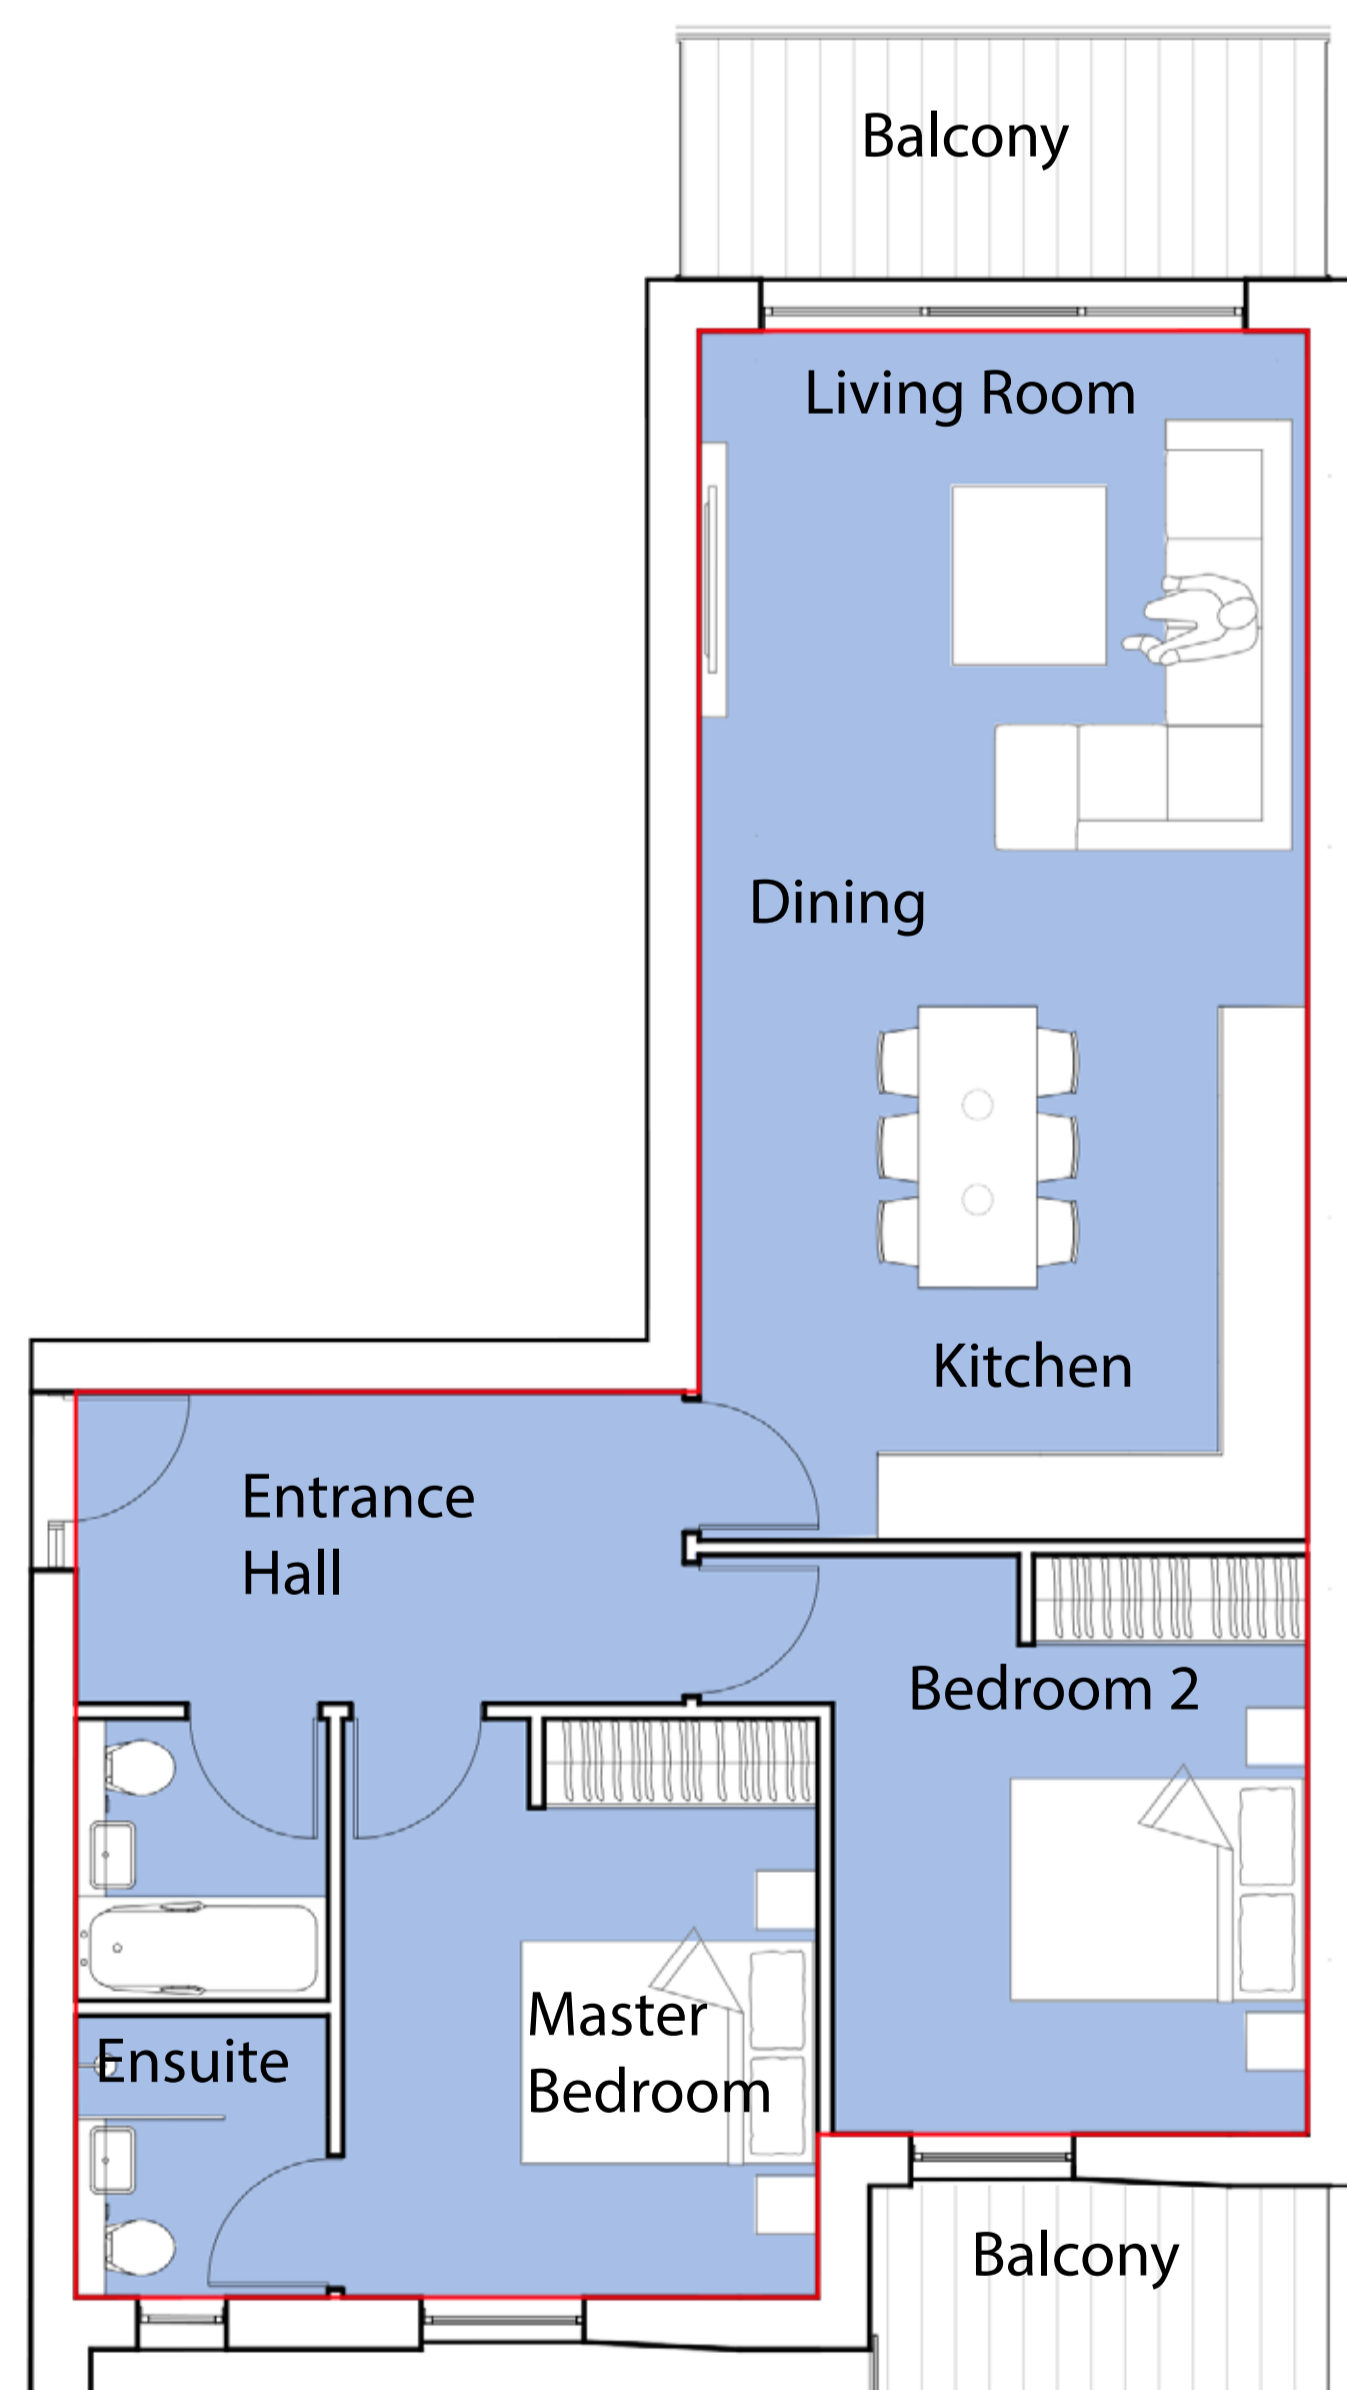 Balcony
Living Room
Dining
Kitchen
Entrance
Hall
Bedroom 2
Master
Bedroom
Ensuite
Balcony